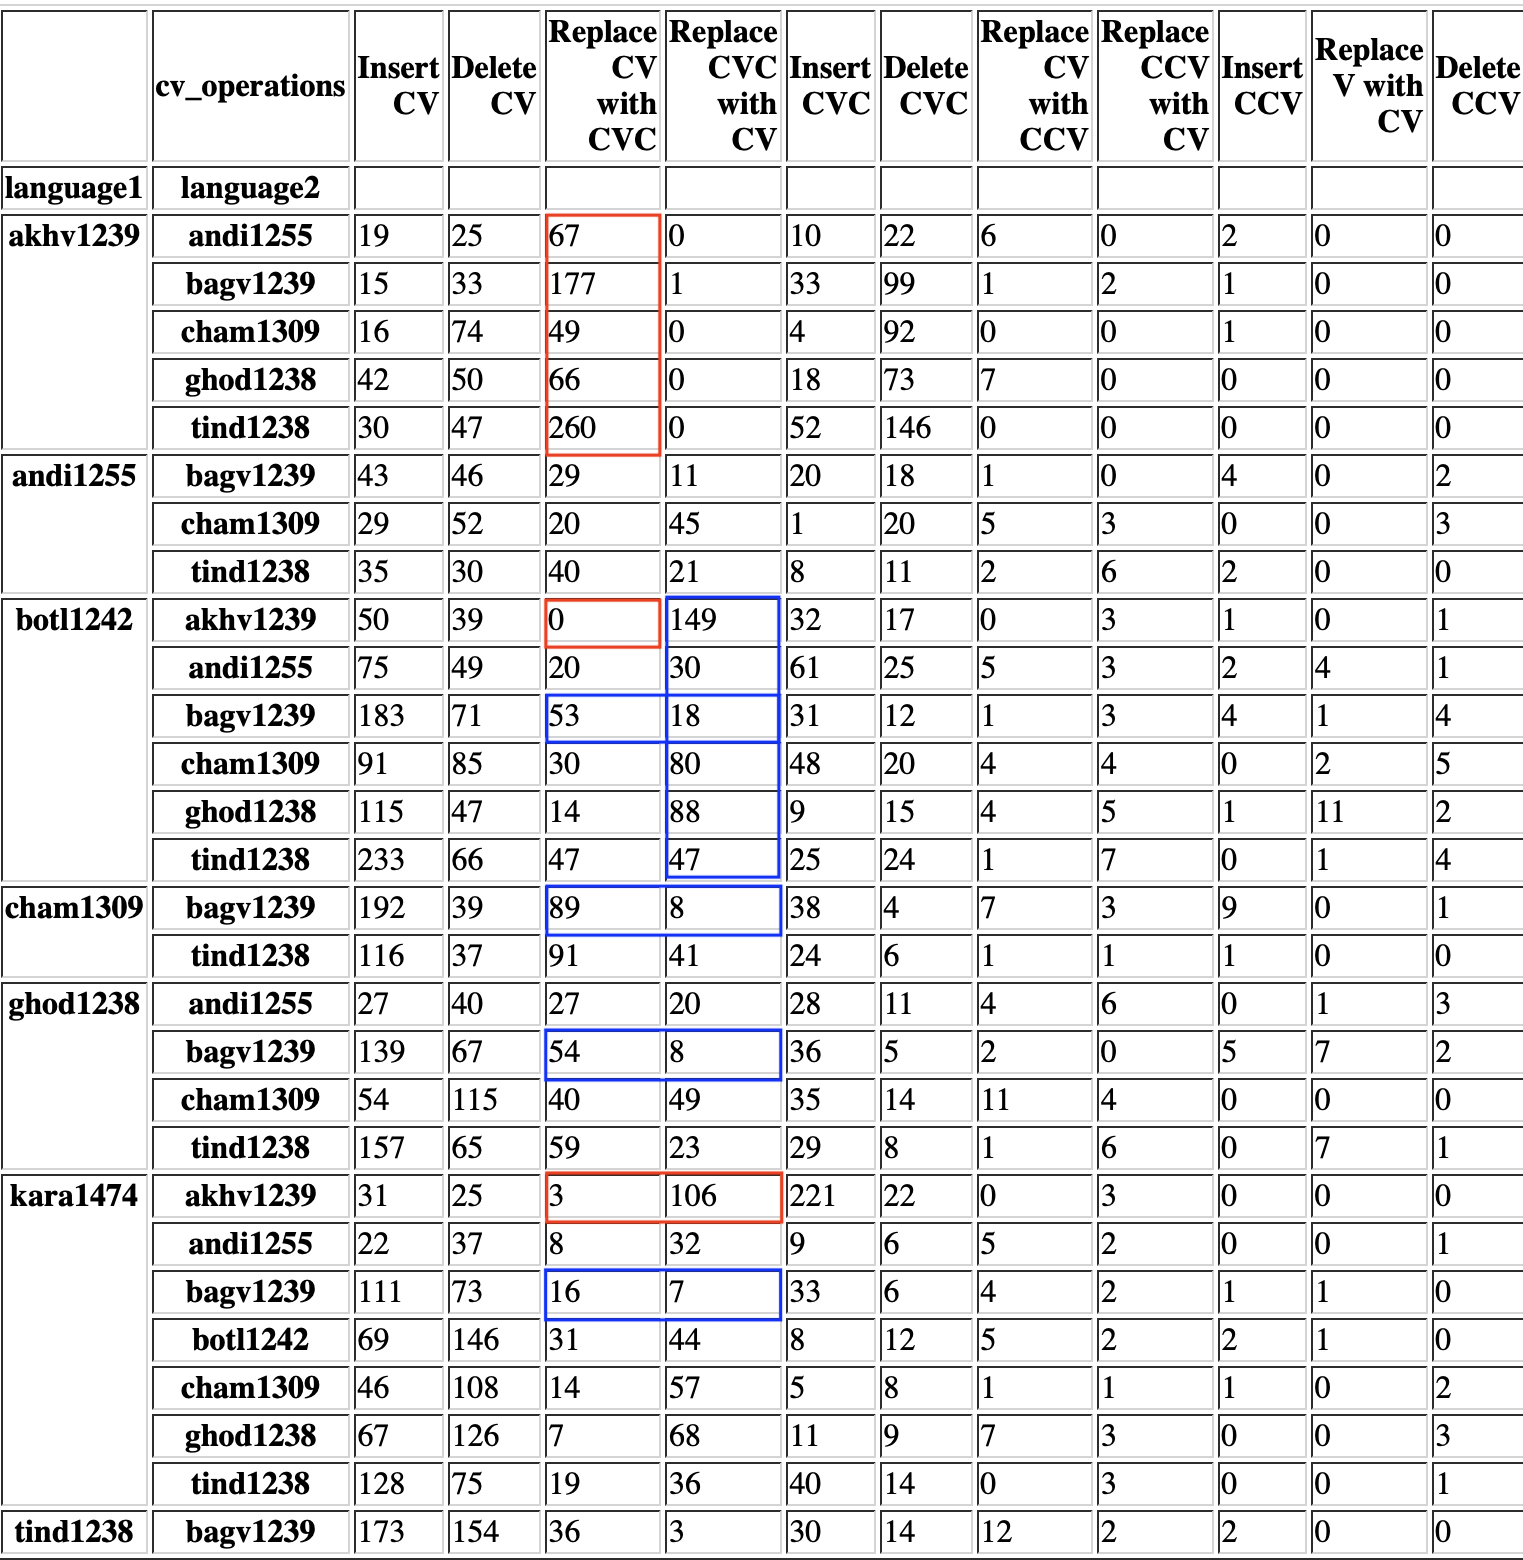 cv_operations Insert CV Delete CV Replace CV with CVC Replace CVC with CV Insert CVC Delete CVC Replace CV with CCV Replace CCV with CV Insert CCV Replace V with CV Delete CCV
language1 language2
akhv1239 andi1255 19 25 67 0 10 22 6 0 2 0 0
bagv1239 15 33 177 1 33 99 1 2 1 0 0
cham1309 16 74 49 0 4 92 0 0 1 0 0
ghod1238 42 50 66 0 18 73 7 0 0 0 0
tind1238 30 47 260 0 52 146 0 0 0 0 0
andi1255 bagv1239 43 46 29 11 20 18 1 0 4 0 2
cham1309 29 52 20 45 1 20 5 3 0 0 3
tind1238 35 30 40 21 8 11 2 6 2 0 0
botl1242 akhv1239 50 39 0 149 32 17 0 3 1 0 1
andi1255 75 49 20 30 61 25 5 3 2 4 1
bagv1239 183 71 53 18 31 12 1 3 4 1 4
cham1309 91 85 30 80 48 20 4 4 0 2 5
ghod1238 115 47 14 88 9 15 4 5 1 11 2
tind1238 233 66 47 47 25 24 1 7 0 1 4
cham1309 bagv1239 192 39 89 8 38 4 7 3 9 0 1
tind1238 116 37 91 41 24 6 1 1 1 0 0
ghod1238 andi1255 27 40 27 20 28 11 4 6 0 1 3
bagv1239 139 67 54 8 36 5 2 0 5 7 2
cham1309 54 115 40 49 35 14 11 4 0 0 0
tind1238 157 65 59 23 29 8 1 6 0 7 1
kara1474 akhv1239 31 25 3 106 221 22 0 3 0 0 0
andi1255 22 37 8 32 9 6 5 2 0 0 1
bagv1239 111 73 16 7 33 6 4 2 1 1 0
botl1242 69 146 31 44 8 12 5 2 2 1 0
cham1309 46 108 14 57 5 8 1 1 1 0 2
ghod1238 67 126 7 68 11 9 7 3 0 0 3
tind1238 128 75 19 36 40 14 0 3 0 0 1
tind1238 bagv1239 173 154 36 3 30 14 12 2 2 0 0